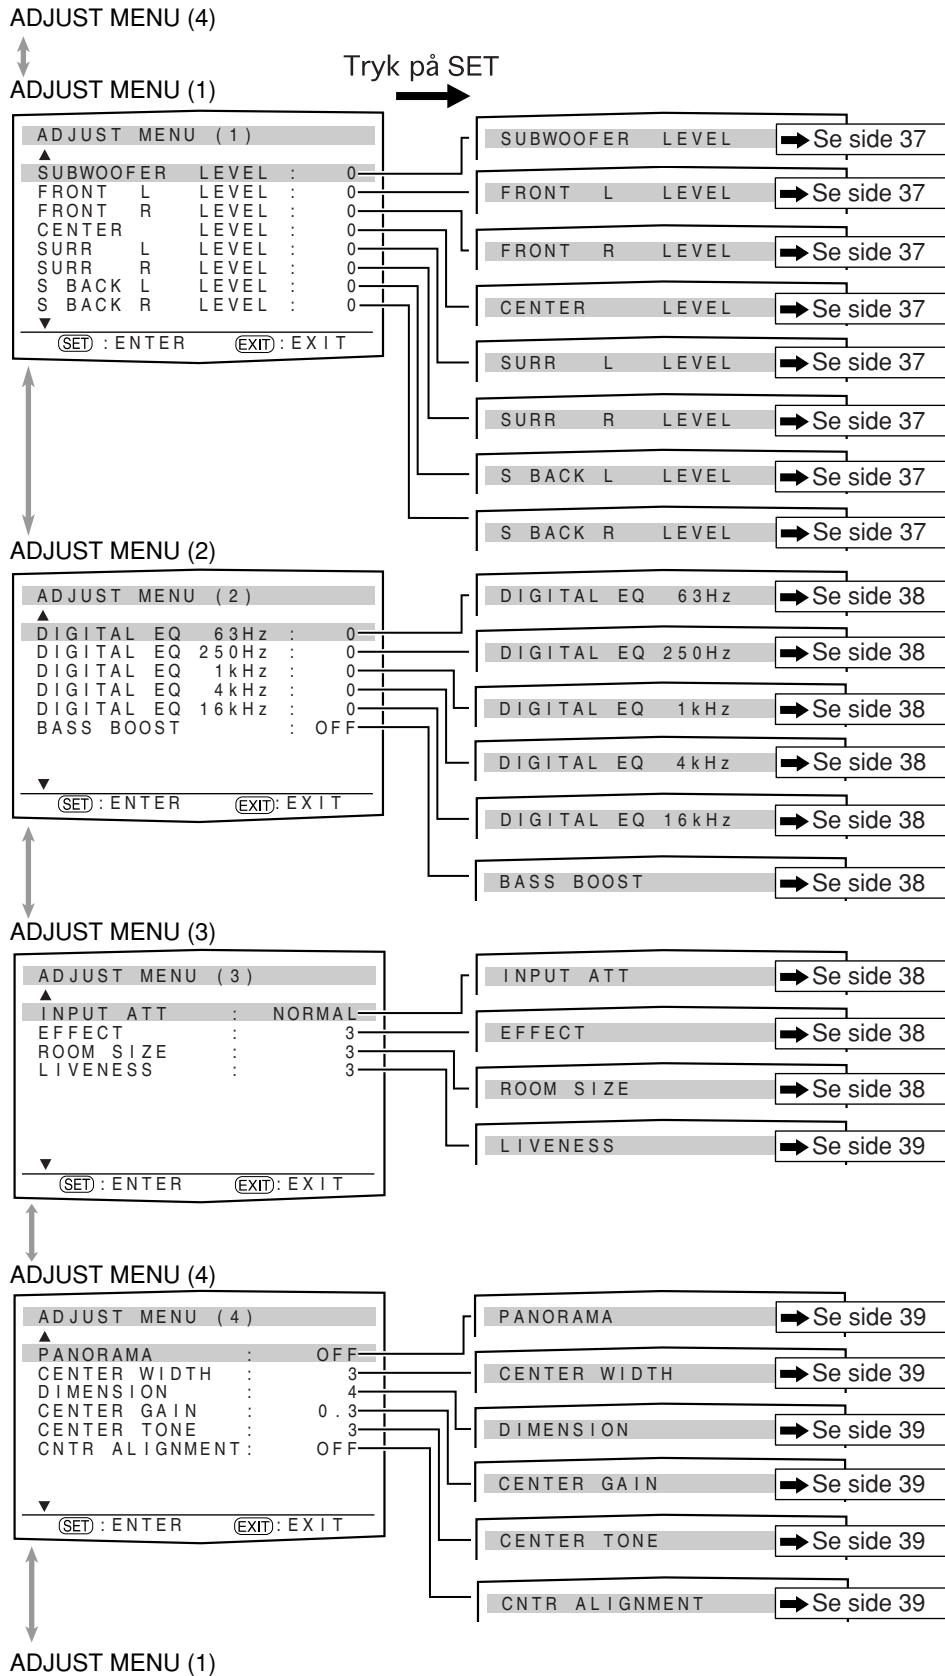 ADJUST MENU (4)
Tryk på SET
ADJUST MENU (1)
ADJUST MENU (1)
SUBWOOFER LEVEL : 0
FRONT L LEVEL : 0
FRONT R LEVEL : 0
CENTER LEVEL : 0
SURR L LEVEL : 0
SURR R LEVEL : 0
S BACK L LEVEL : 0
S BACK R LEVEL : 0
SET : ENTER EXIT : EXIT
SUBWOOFER LEVEL Se side 37
FRONT L LEVEL Se side 37
FRONT R LEVEL Se side 37
CENTER LEVEL Se side 37
SURR L LEVEL Se side 37
SURR R LEVEL Se side 37
S BACK L LEVEL Se side 37
S BACK R LEVEL Se side 37
ADJUST MENU (2)
ADJUST MENU (2)
DIGITAL EQ 63Hz : 0
DIGITAL EQ 250Hz : 0
DIGITAL EQ 1kHz : 0
DIGITAL EQ 4kHz : 0
DIGITAL EQ 16kHz : 0
BASS BOOST : OFF
SET : ENTER EXIT : EXIT
DIGITAL EQ 63Hz Se side 38
DIGITAL EQ 250Hz Se side 38
DIGITAL EQ 1kHz Se side 38
DIGITAL EQ 4kHz Se side 38
DIGITAL EQ 16kHz Se side 38
BASS BOOST Se side 38
ADJUST MENU (3)
ADJUST MENU (3)
INPUT ATT : NORMAL
EFFECT : 3
ROOM SIZE : 3
LIVENESS : 3
SET : ENTER EXIT : EXIT
INPUT ATT Se side 38
EFFECT Se side 38
ROOM SIZE Se side 38
LIVENESS Se side 39
ADJUST MENU (4)
ADJUST MENU (4)
PANORAMA : OFF
CENTER WIDTH : 3
DIMENSION : 4
CENTER GAIN : 0.3
CENTER TONE : 3
CNTR ALIGNMENT : OFF
SET : ENTER EXIT : EXIT
PANORAMA Se side 39
CENTER WIDTH Se side 39
DIMENSION Se side 39
CENTER GAIN Se side 39
CENTER TONE Se side 39
CNTR ALIGNMENT Se side 39
ADJUST MENU (1)